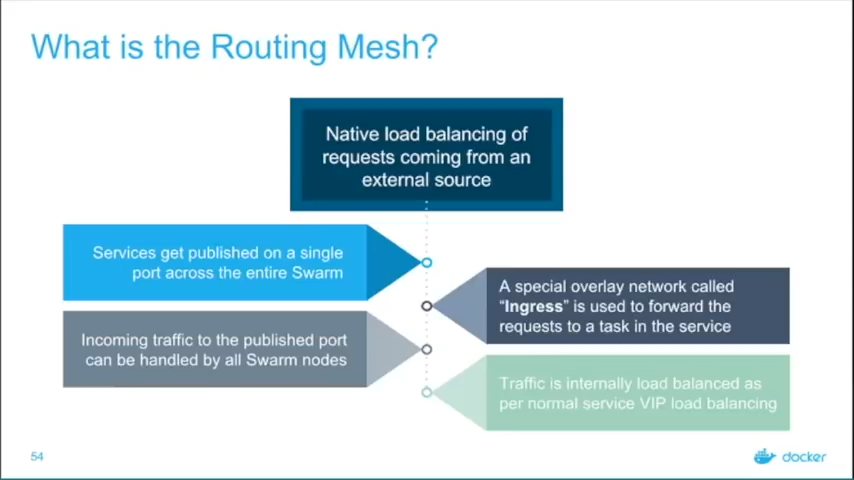 What is the Routing Mesh?
Native load balancing of
requests coming from an
external source
Services get published on a single
port across the entire Swarm
A special overlay network called
“Ingress” is used to forward the
requests to a task in the service
Incoming traffic to the published port
can be handled by all Swarm nodes
Traffic is internally load balanced as
per normal service VIP load balancing
54
docker